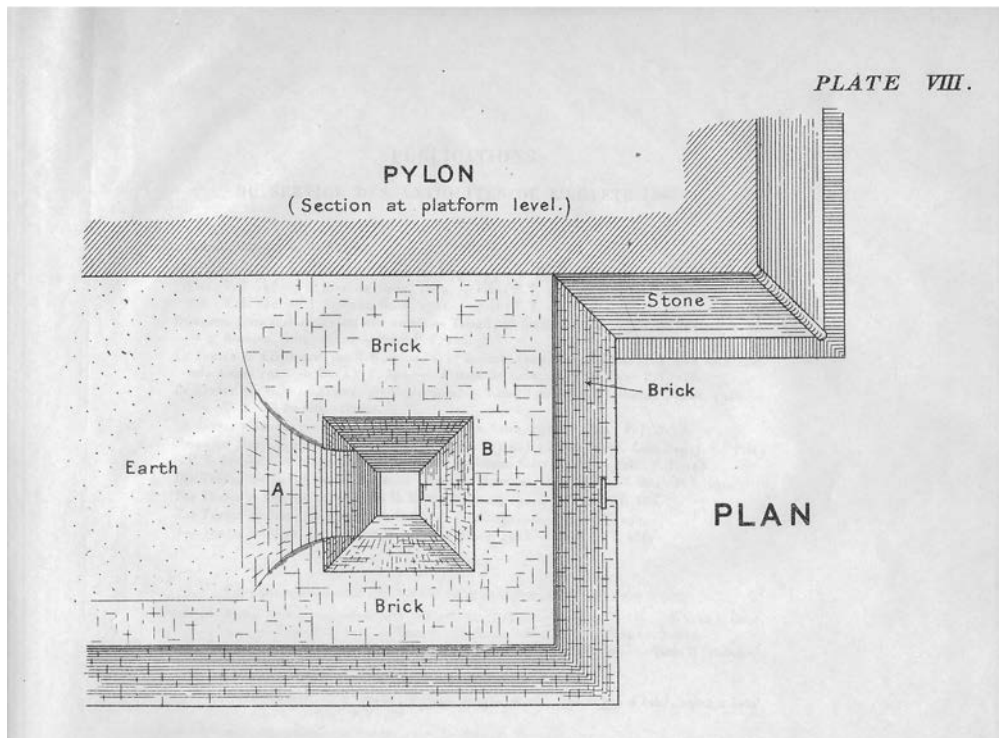 PLATE VIII.
PYLON
(Section at platform level.)
Stone
Brick
Brick
Earth
A
B
PLAN
Brick